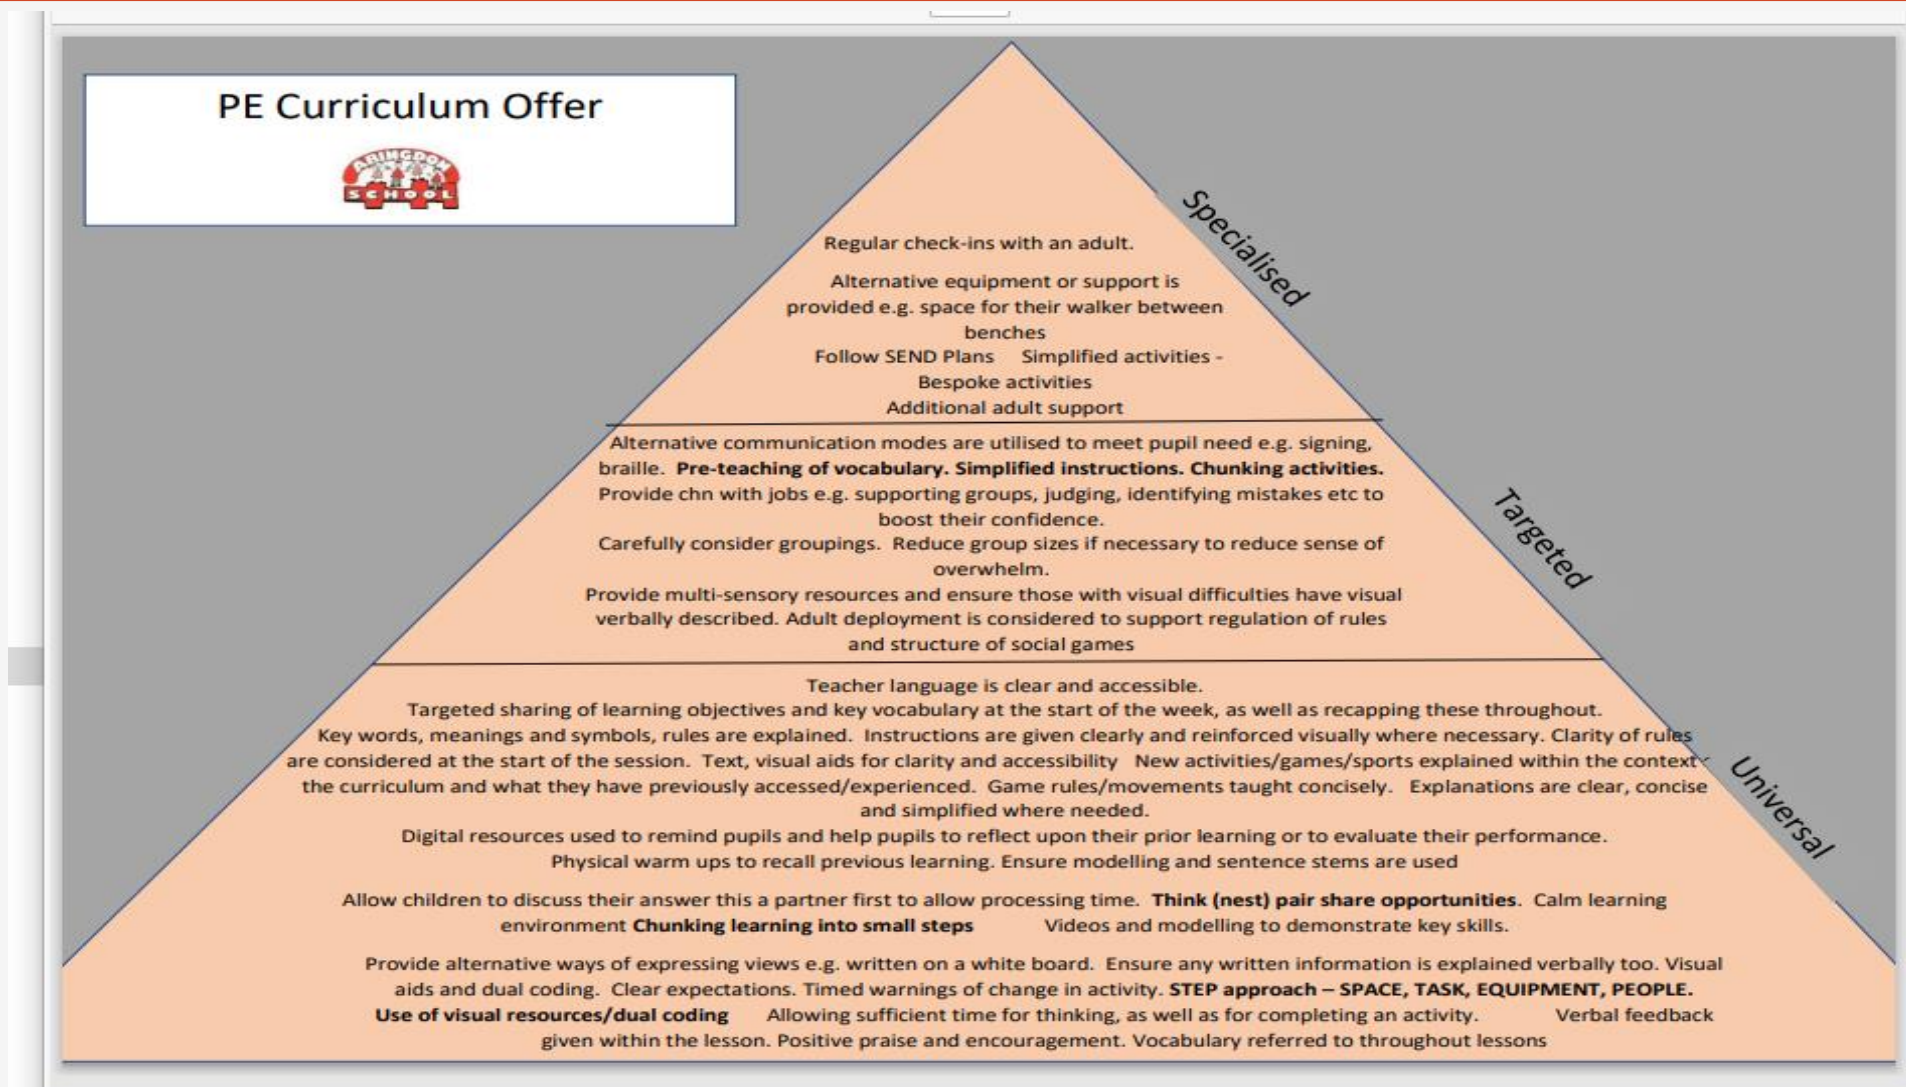 PE Curriculum Offer
ABINGDON
SCHOOL
Specialised
Regular check-ins with an adult.
Alternative equipment or support is
provided e.g. space for their walker between
benches
Follow SEND Plans Simplified activities -
Bespoke activities
Additional adult support
Targeted
Alternative communication modes are utilised to meet pupil need e.g. signing,
braille. Pre-teaching of vocabulary. Simplified instructions. Chunking activities.
Provide chn with jobs e.g. supporting groups, judging, identifying mistakes etc to
boost their confidence.
Carefully consider groupings. Reduce group sizes if necessary to reduce sense of
overwhelm.
Provide multi-sensory resources and ensure those with visual difficulties have visual
verbally described. Adult deployment is considered to support regulation of rules
and structure of social games
Universal
Teacher language is clear and accessible.
Targeted sharing of learning objectives and key vocabulary at the start of the week, as well as recapping these throughout.
Key words, meanings and symbols, rules are explained. Instructions are given clearly and reinforced visually where necessary. Clarity of rules
are considered at the start of the session. Text, visual aids for clarity and accessibility New activities/games/sports explained within the context
the curriculum and what they have previously accessed/experienced. Game rules/movements taught concisely. Explanations are clear, concise
and simplified where needed.
Digital resources used to remind pupils and help pupils to reflect upon their prior learning or to evaluate their performance.
Physical warm ups to recall previous learning. Ensure modelling and sentence stems are used
Allow children to discuss their answer this a partner first to allow processing time. Think (nest) pair share opportunities. Calm learning
environment Chunking learning into small steps Videos and modelling to demonstrate key skills.
Provide alternative ways of expressing views e.g. written on a white board. Ensure any written information is explained verbally too. Visual
aids and dual coding. Clear expectations. Timed warnings of change in activity. STEP approach – SPACE, TASK, EQUIPMENT, PEOPLE.
Use of visual resources/dual coding Allowing sufficient time for thinking, as well as for completing an activity. Verbal feedback
given within the lesson. Positive praise and encouragement. Vocabulary referred to throughout lessons